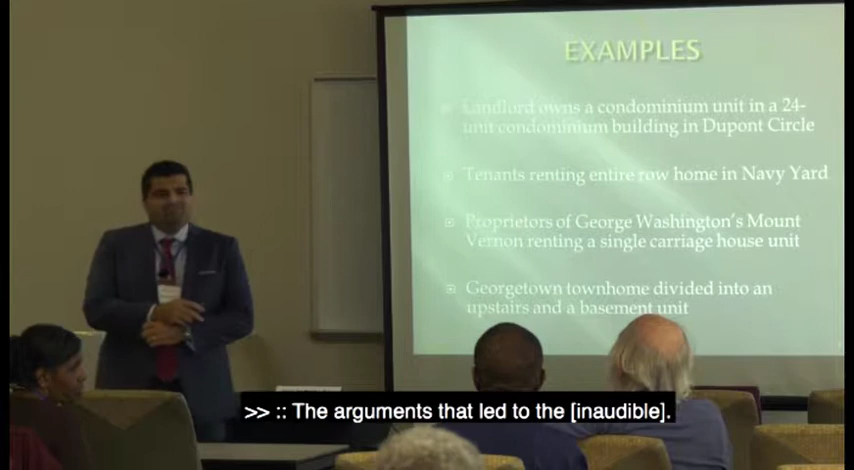 EXAMPLES
Landlord owns a condominium unit in a 24-
unit condominium building in Dupont Circle
Tenants renting entire row home in Navy Yard
Proprietors of George Washington's Mount
Vernon renting a single carriage house unit
Georgetown townhome divided into an
upstairs and a basement unit
>> :: The arguments that led to the [inaudible].